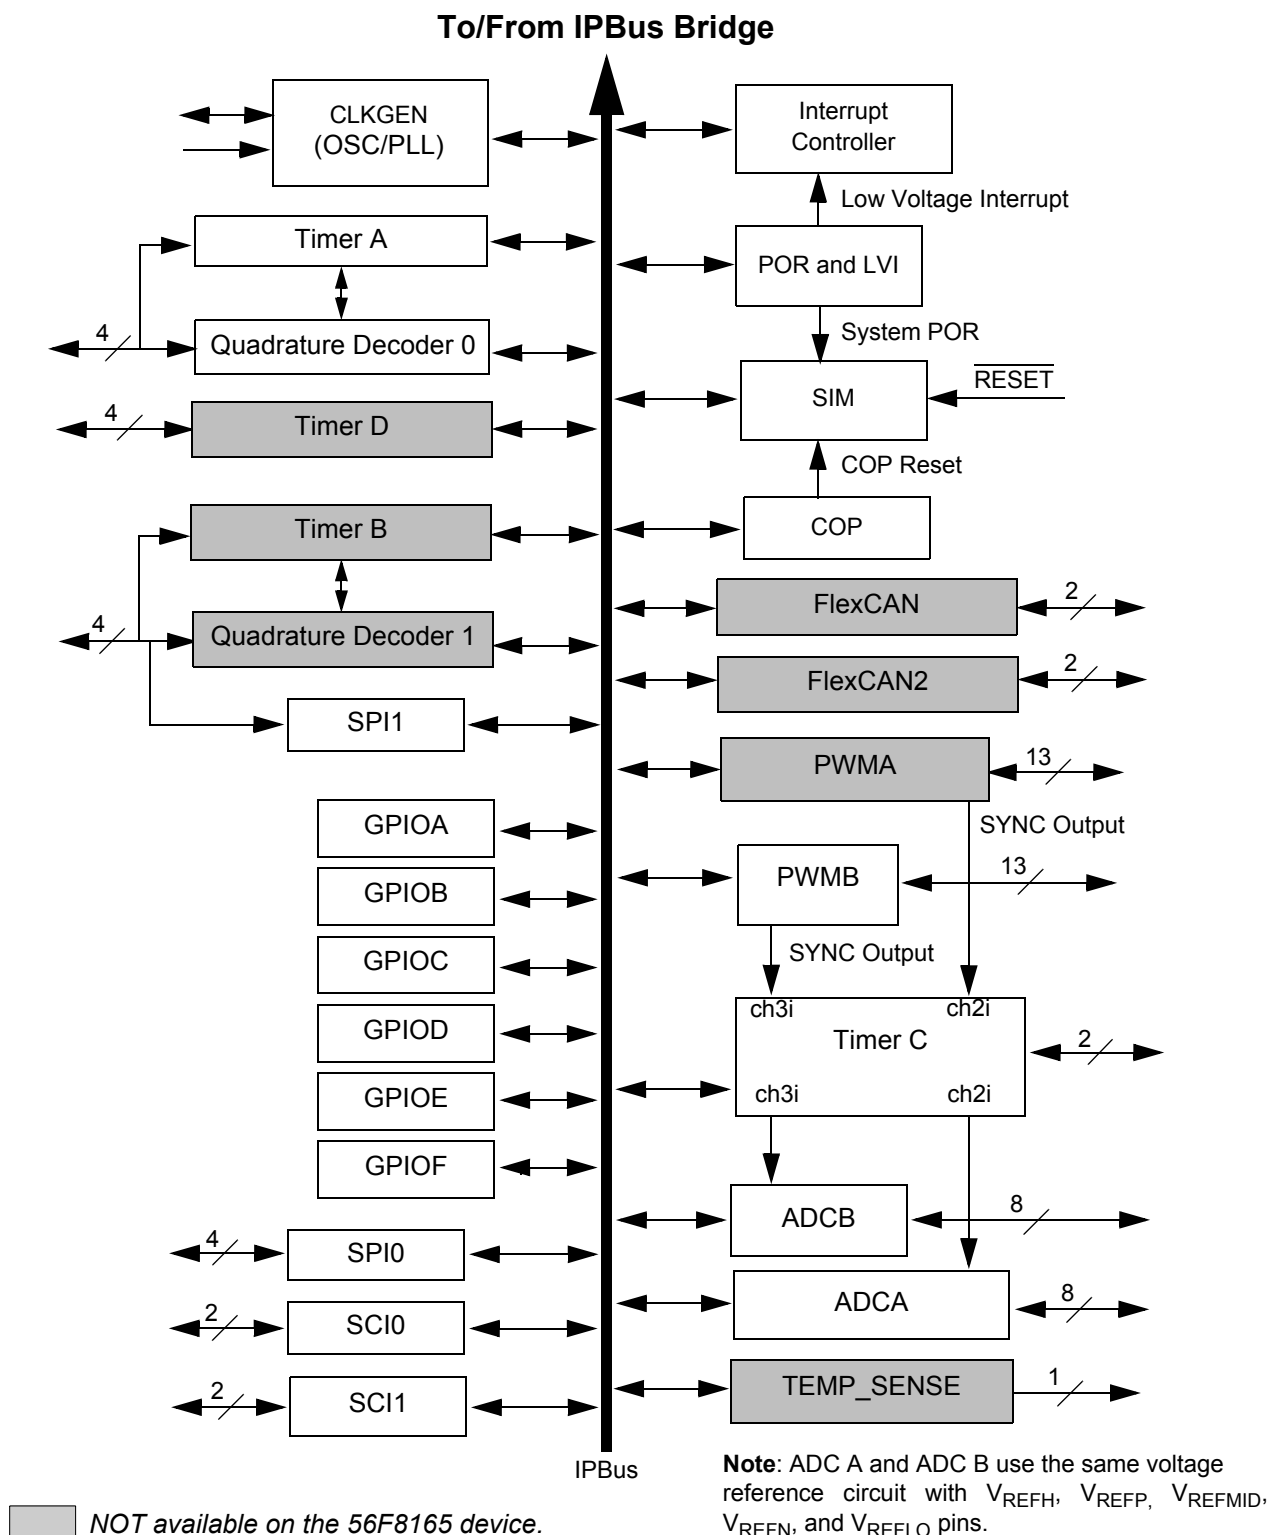 To/From IPBus Bridge
CLKGEN
(OSC/PLL)
Interrupt
Controller
Low Voltage Interrupt
Timer A
POR and LVI
4
Quadrature Decoder 0
System POR
RESET
SIM
4
Timer D
COP Reset
Timer B
COP
FlexCAN
2
4
Quadrature Decoder 1
FlexCAN2
2
SPI1
PWMA
13
SYNC Output
GPIOA
PWMB
13
GPIOB
SYNC Output
GPIOC
ch3i
ch2i
Timer C
2
GPIOD
ch3i
ch2i
GPIOE
GPIOF
ADCB
8
4
SPI0
ADCA
8
2
SCI0
TEMP_SENSE
1
2
SCI1
IPBus
Note: ADC A and ADC B use the same voltage
reference circuit with VREFH, VREFP, VREFMID,
VREFN, and VREFLO pins.
NOT available on the 56F8165 device.